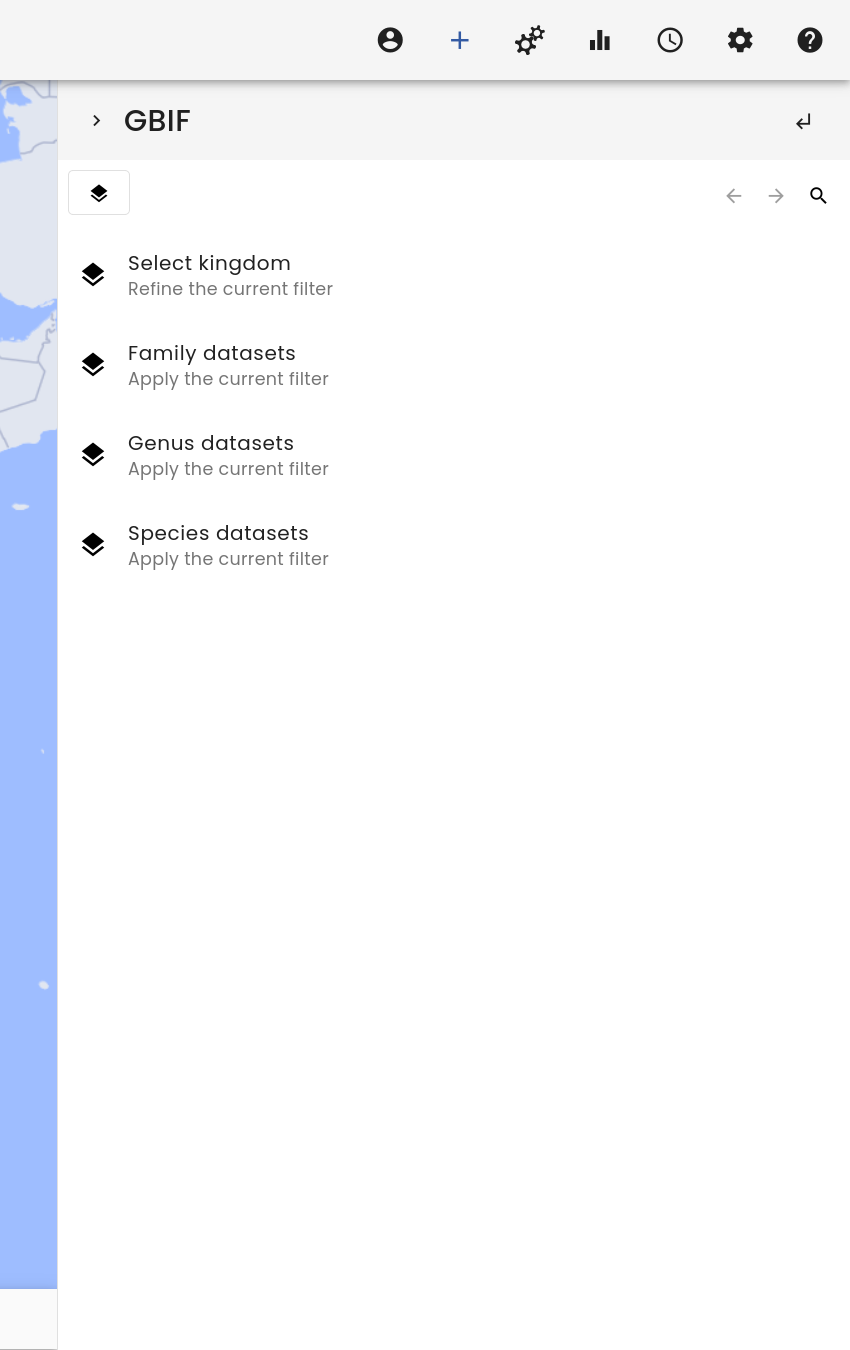 GBIF
Select kingdom
Refine the current filter
Family datasets
Apply the current filter
Genus datasets
Apply the current filter
Species datasets
Apply the current filter